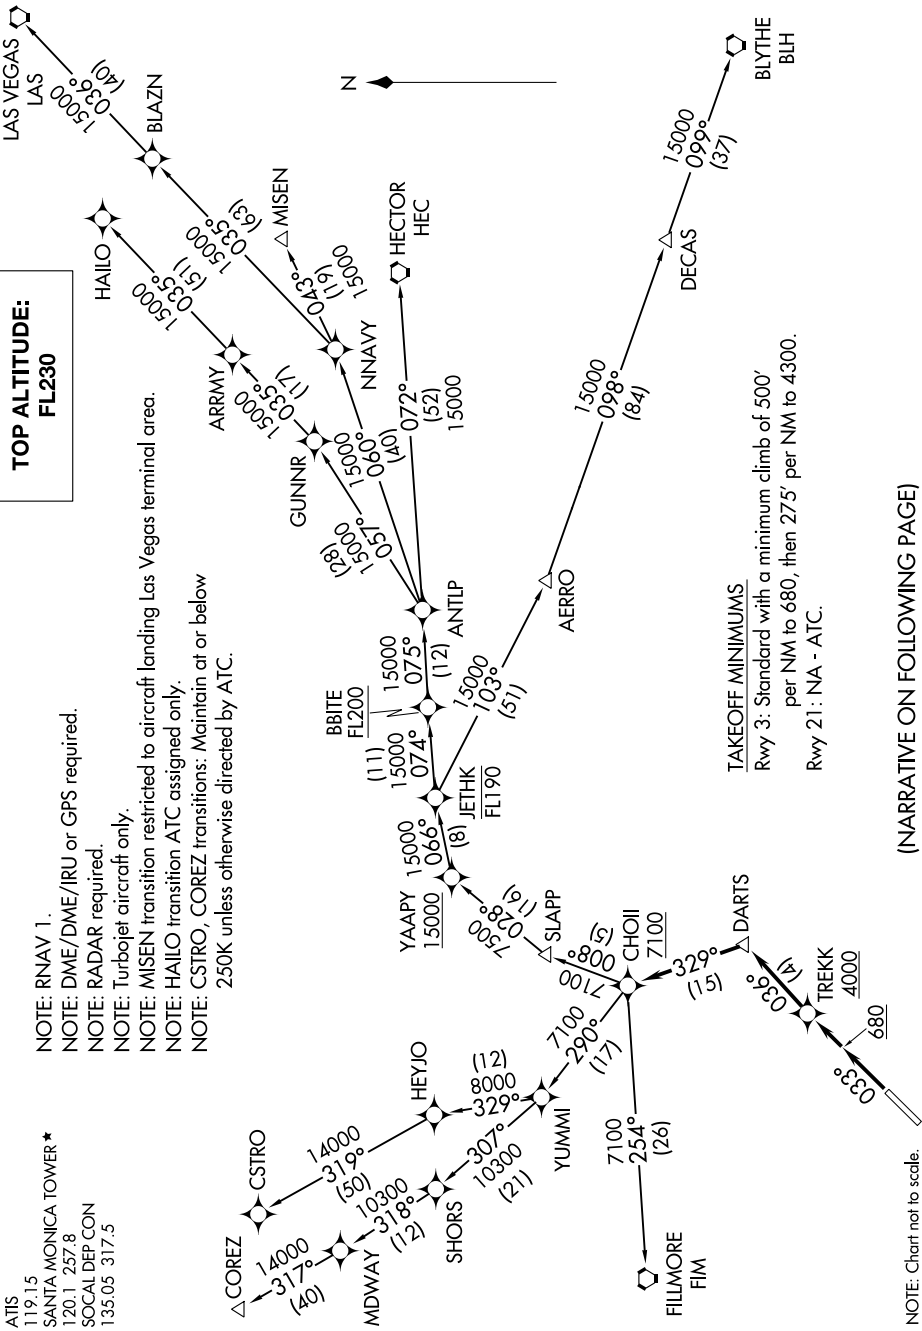 ATIS
119.15
SANTA MONICA TOWER★
120.1 257.8
SOCAL DEP CON
135.05 317.5
TOP ALTITUDE:
FL230
NOTE: RNAV 1.
NOTE: DME/DME/IRU or GPS required.
NOTE: RADAR required.
NOTE: Turbojet aircraft only.
NOTE: MISEN transition restricted to aircraft landing Las Vegas terminal area.
NOTE: HAILO transition ATC assigned only.
NOTE: CSTRO, COREZ transitions: Maintain at or below
250K unless otherwise directed by ATC.
LAS VEGAS
LAS
15000
036°
(40)
BLAZN
HAILO
15000
035°
(51)
15000
035°
(63)
MISEN
043°
(19)
15000
N
ARRMY
15000
035°
(17)
NNAVY
HECTOR
HEC
GUNNR
15000
060°
(40)
072°
(52)
15000
(28)
15000
057°
ANTLP
15000
075°
(12)
BBITE
FL200
(11)
15000
074°
JETHK
FL190
15000
066°
(8)
YAAPY
15000
15000
103°
(51)
AERRO
15000
098°
(84)
DECAS
15000
099°
(37)
BLYTHE
BLH
7500
028°
(16)
SLAPP
7100
008°
(5)
CHOII
7100
329°
(15)
DARTS
036°
(4)
TREKK
4000
680
033°
7100
290°
(17)
YUMMI
7100
254°
(26)
FILLMORE
FIM
(12)
8000
329°
HEYJO
14000
319°
(50)
CSTRO
307°
10300
(21)
SHORS
10300
318°
(12)
MDWAY
14000
317°
(40)
COREZ
TAKEOFF MINIMUMS
Rwy 3: Standard with a minimum climb of 500'
per NM to 680, then 275' per NM to 4300.
Rwy 21: NA - ATC.
(NARRATIVE ON FOLLOWING PAGE)
NOTE: Chart not to scale.